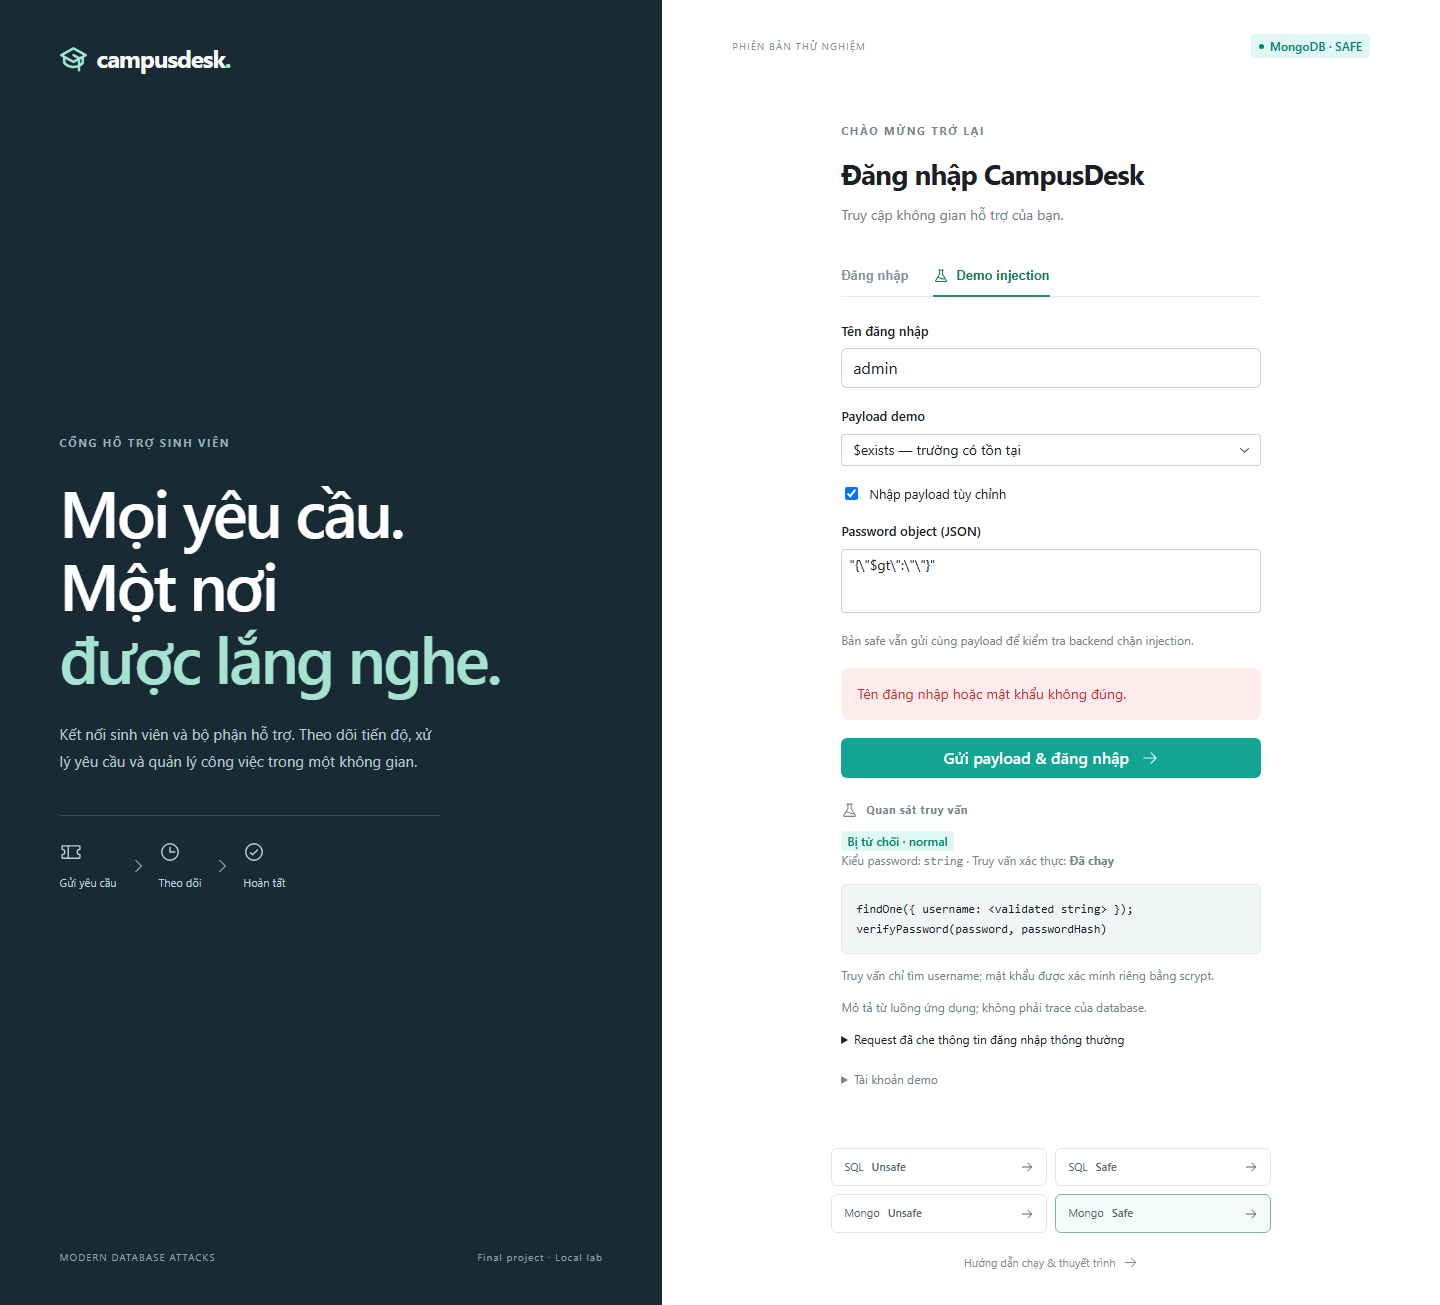 campusdesk.
CỔNG HỖ TRỢ SINH VIÊN
Mọi yêu cầu.
Một nơi
được lắng nghe.
Kết nối sinh viên và bộ phận hỗ trợ. Theo dõi tiến độ, xử
lý yêu cầu và quản lý công việc trong một không gian.
Gửi yêu cầu
Theo dõi
Hoàn tất
MODERN DATABASE ATTACKS
Final project · Local lab
PHIÊN BẢN THỬ NGHIỆM
MongoDB · SAFE
CHÀO MỪNG TRỞ LẠI
Đăng nhập CampusDesk
Truy cập không gian hỗ trợ của bạn.
Đăng nhập
Demo injection
Tên đăng nhập
admin
Payload demo
$exists — trường có tồn tại
Nhập payload tùy chỉnh
Password object (JSON)
"{\"$gt\":\"\"}"
Bản safe vẫn gửi cùng payload để kiểm tra backend chặn injection.
Tên đăng nhập hoặc mật khẩu không đúng.
Gửi payload & đăng nhập →
Quan sát truy vấn
Bị từ chối · normal
Kiểu password: string · Truy vấn xác thực: Đã chạy
findOne({ username: <validated string> });
verifyPassword(password, passwordHash)
Truy vấn chỉ tìm username; mật khẩu được xác minh riêng bằng scrypt.
Mô tả từ luồng ứng dụng; không phải trace của database.
▶ Request đã che thông tin đăng nhập thông thường
▶ Tài khoản demo
SQL Unsafe →
SQL Safe →
Mongo Unsafe →
Mongo Safe →
Hướng dẫn chạy & thuyết trình →